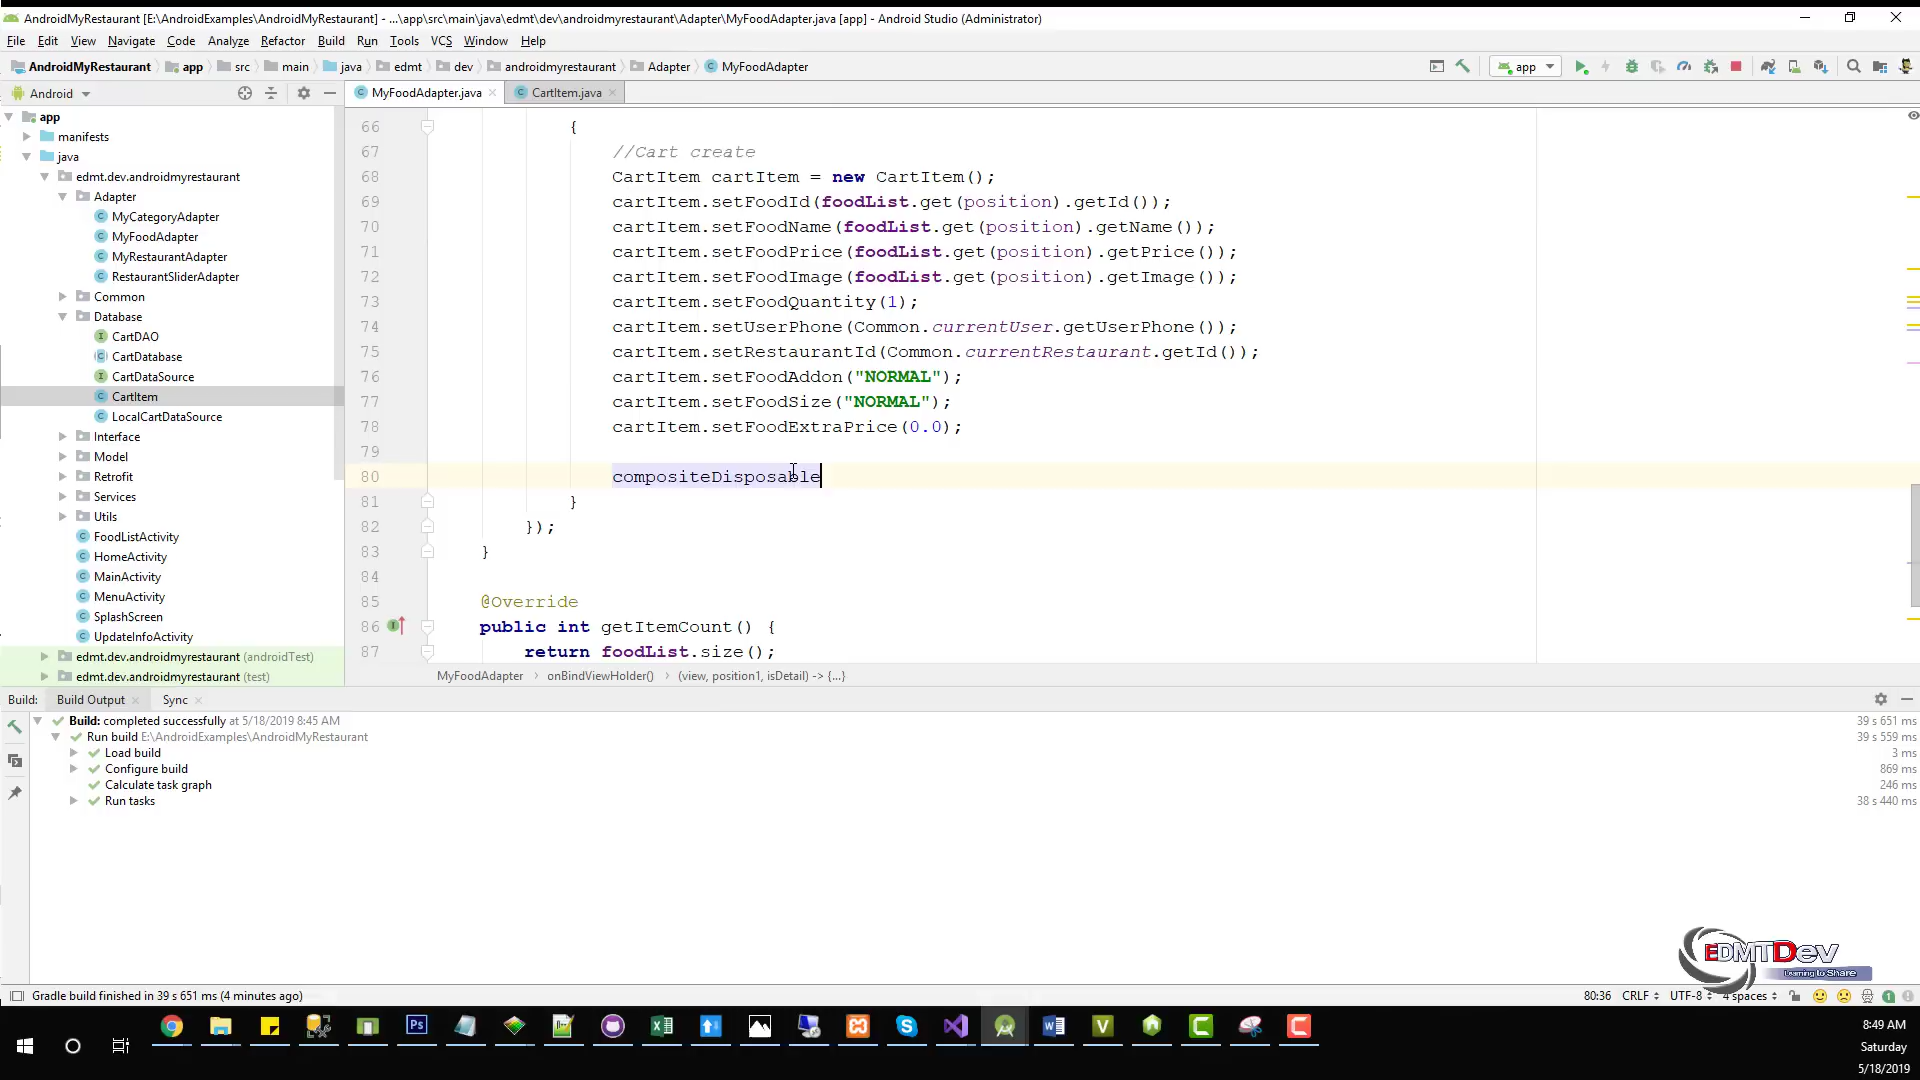 AndroidMyRestaurant [E:\AndroidExamples\AndroidMyRestaurant] - ...\app\src\main\java\edmt\dev\androidmyrestaurant\Adapter\MyFoodAdapter.java [app] - Android Studio (Administrator)
File Edit View Navigate Code Analyze Refactor Build Run Tools VCS Window Help
AndroidMyRestaurant app src main java edmt dev androidmyrestaurant Adapter MyFoodAdapter app
Android MyFoodAdapter.java CartItem.java
app
manifests
java
edmt.dev.androidmyrestaurant
Adapter
MyCategoryAdapter
MyFoodAdapter
MyRestaurantAdapter
RestaurantSliderAdapter
Common
Database
CartDAO
CartDatabase
CartDataSource
CartItem
LocalCartDataSource
Interface
Model
Retrofit
Services
Utils
FoodListActivity
HomeActivity
MainActivity
MenuActivity
SplashScreen
UpdateInfoActivity
edmt.dev.androidmyrestaurant (androidTest)
edmt.dev.androidmyrestaurant (test)
66 {
67 //Cart create
68 CartItem cartItem = new CartItem();
69 cartItem.setFoodId(foodList.get(position).getId());
70 cartItem.setFoodName(foodList.get(position).getName());
71 cartItem.setFoodPrice(foodList.get(position).getPrice());
72 cartItem.setFoodImage(foodList.get(position).getImage());
73 cartItem.setFoodQuantity(1);
74 cartItem.setUserPhone(Common.currentUser.getUserPhone());
75 cartItem.setRestaurantId(Common.currentRestaurant.getId());
76 cartItem.setFoodAddon("NORMAL");
77 cartItem.setFoodSize("NORMAL");
78 cartItem.setFoodExtraPrice(0.0);
79
80 compositeDisposable
81 }
82 });
83 }
84
85 @Override
86 public int getItemCount() {
87 return foodList.size();
MyFoodAdapter onBindViewHolder() (view, position1, isDetail) -> {...}
Build: Build Output Sync
Build: completed successfully at 5/18/2019 8:45 AM 39 s 651 ms
Run build E:\AndroidExamples\AndroidMyRestaurant 39 s 559 ms
Load build 3 ms
Configure build 869 ms
Calculate task graph 246 ms
Run tasks 38 s 440 ms
EDMTDev
Learning to Share
Gradle build finished in 39 s 651 ms (4 minutes ago) 80:36 CRLF UTF-8 4 spaces
8:49 AM
Saturday
5/18/2019